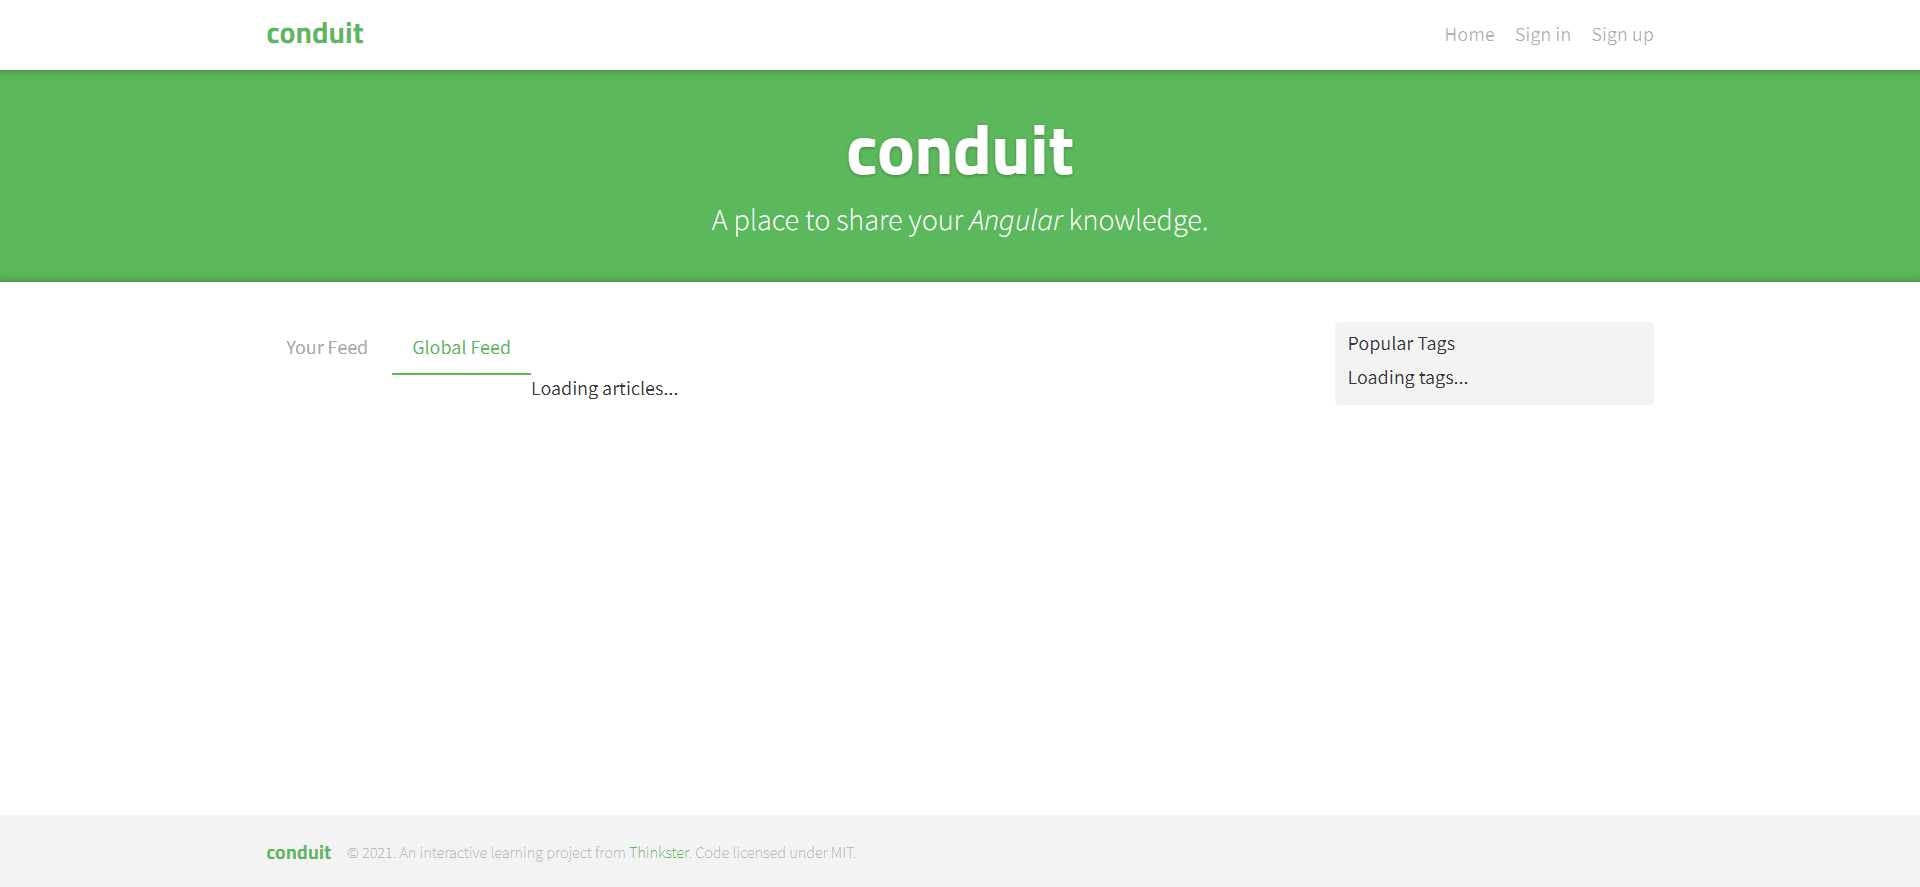 conduit
Home Sign in Sign up
conduit
A place to share your Angular knowledge.
Your Feed Global Feed
Loading articles...
Popular Tags
Loading tags...
conduit © 2021. An interactive learning project from Thinkster. Code licensed under MIT.